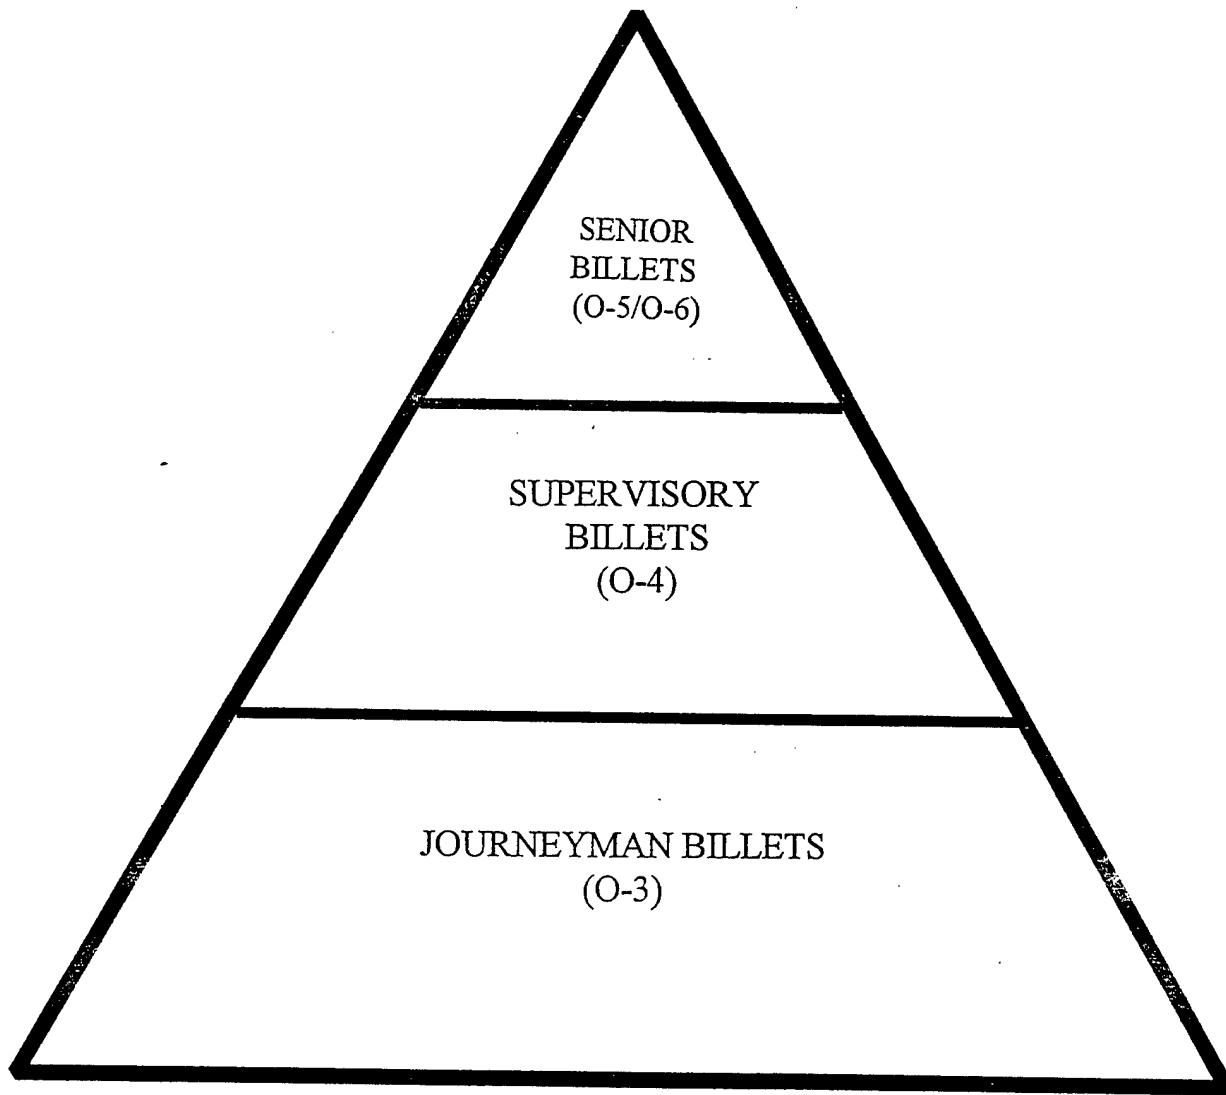 SENIOR
BILLETS
(O-5/O-6)
SUPERVISORY
BILLETS
(O-4)
JOURNEYMAN BILLETS
(O-3)